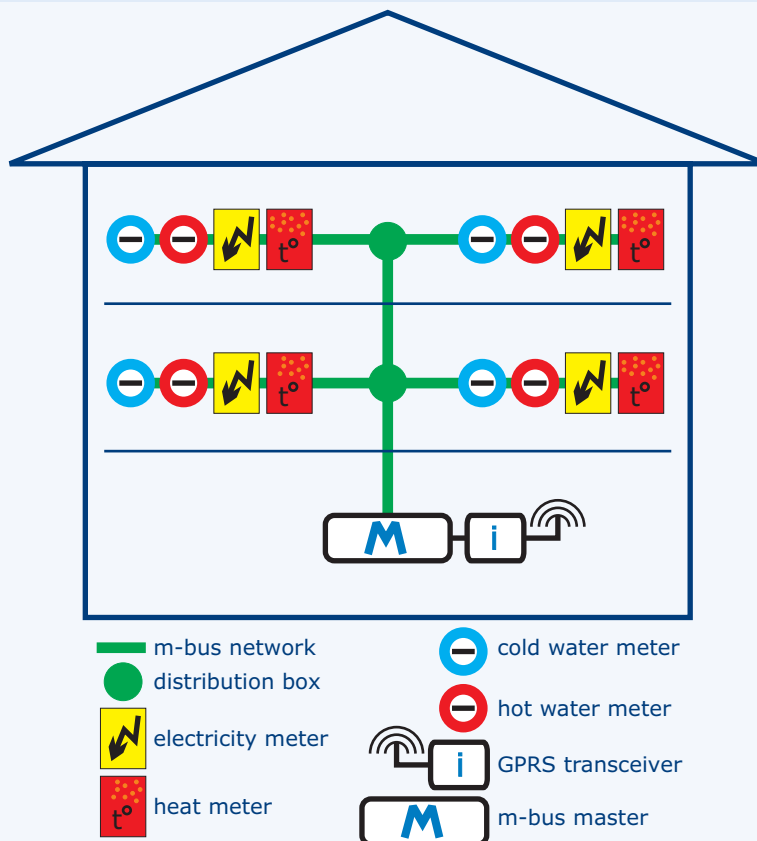 t°
t°
t°
t°
M
i
m-bus network
cold water meter
distribution box
hot water meter
electricity meter
i
GPRS transceiver
t°
heat meter
M
m-bus master